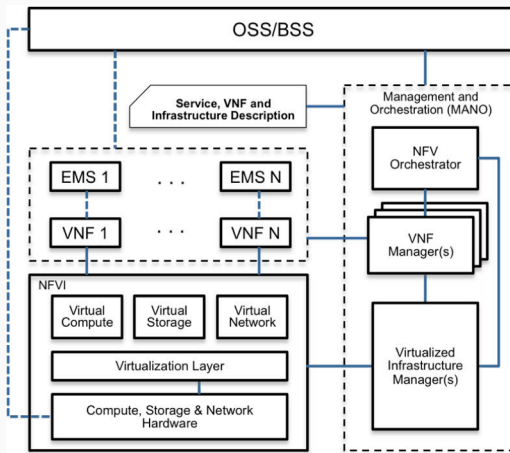 OSS/BSS
Service, VNF and
Infrastructure Description
Management and
Orchestration (MANO)
NFV
Orchestrator
EMS 1
. . .
EMS N
VNF 1
. . .
VNF N
VNF
Manager(s)
NFVI
Virtual
Compute
Virtual
Storage
Virtual
Network
Virtualization Layer
Compute, Storage & Network
Hardware
Virtualized
Infrastructure
Manager(s)